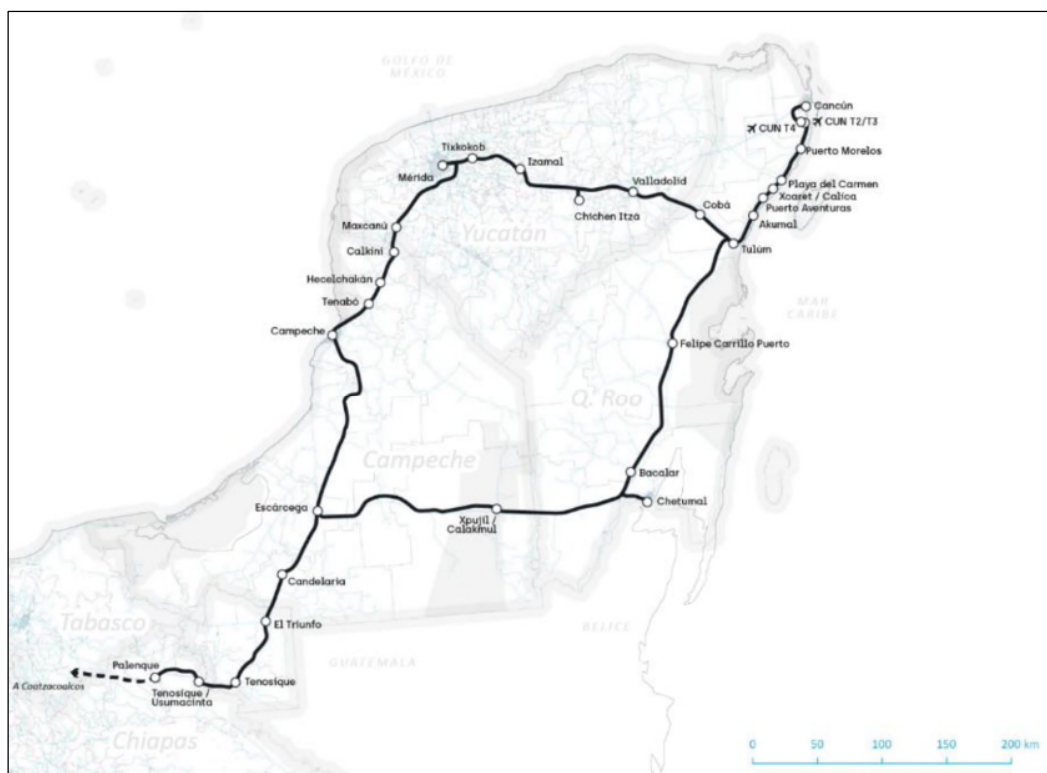 GOLFO DE
MÉXICO
Cancún
CUN T4
CUN T2/T3
Puerto Morelos
Tixkokob
Izamal
Mérida
Valladolid
Playa del Carmen
Xcaret / Calica
Puerto Aventuras
Chichen Itzá
Cobá
Akumal
Maxcanú
Yucatán
Tulúm
Calkiní
Hecelchakán
Tenabó
MAR
CARIBE
Campeche
Felipe Carrillo Puerto
Q. Roo
Campeche
Bacalar
Escárcega
Chetumal
Xpujil /
Calakmul
Candelaria
Tabasco
El Triunfo
BELICE
GUATEMALA
Palenque
A Coatzacoalcos
Tenosique /
Usumacinta
Tenosique
Chiapas
0 50 100 150 200 km